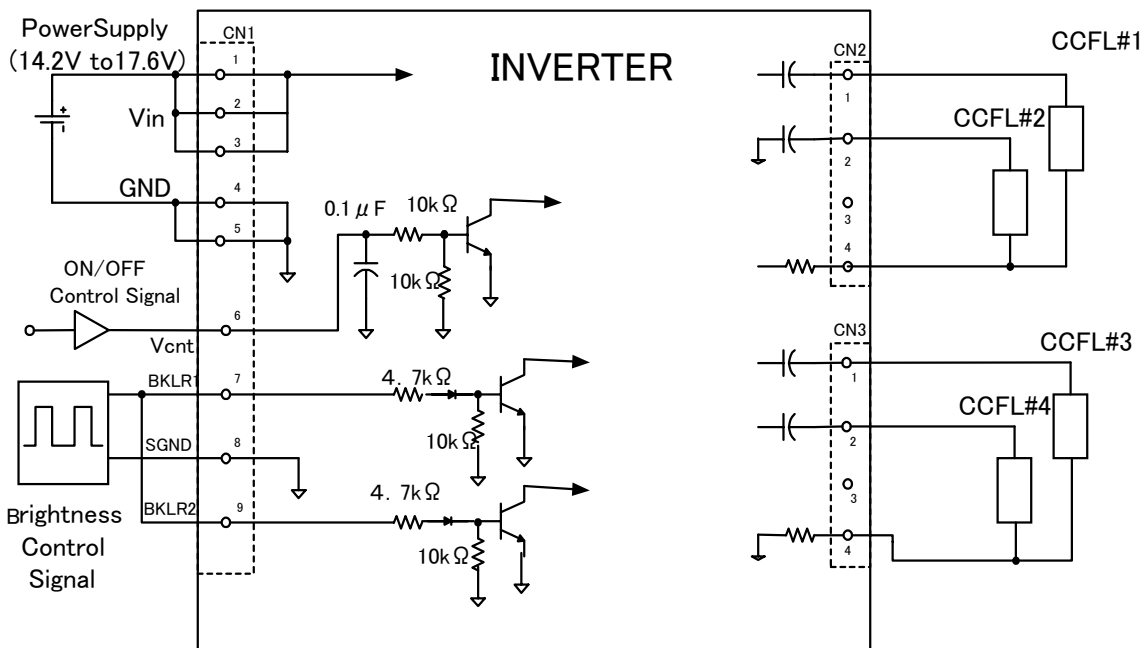 PowerSupply
(14.2V to17.6V)
CN1
1
Vin
2
3
GND
4
5
ON/OFF
Control Signal
6
Vcnt
BKLR1
7
SGND
8
BKLR2
9
Brightness
Control
Signal
INVERTER
0.1μF
10kΩ
10kΩ
4.7kΩ
10kΩ
4.7kΩ
10kΩ
CN2
1
2
3
4
CCFL#1
CCFL#2
CN3
1
2
3
4
CCFL#3
CCFL#4